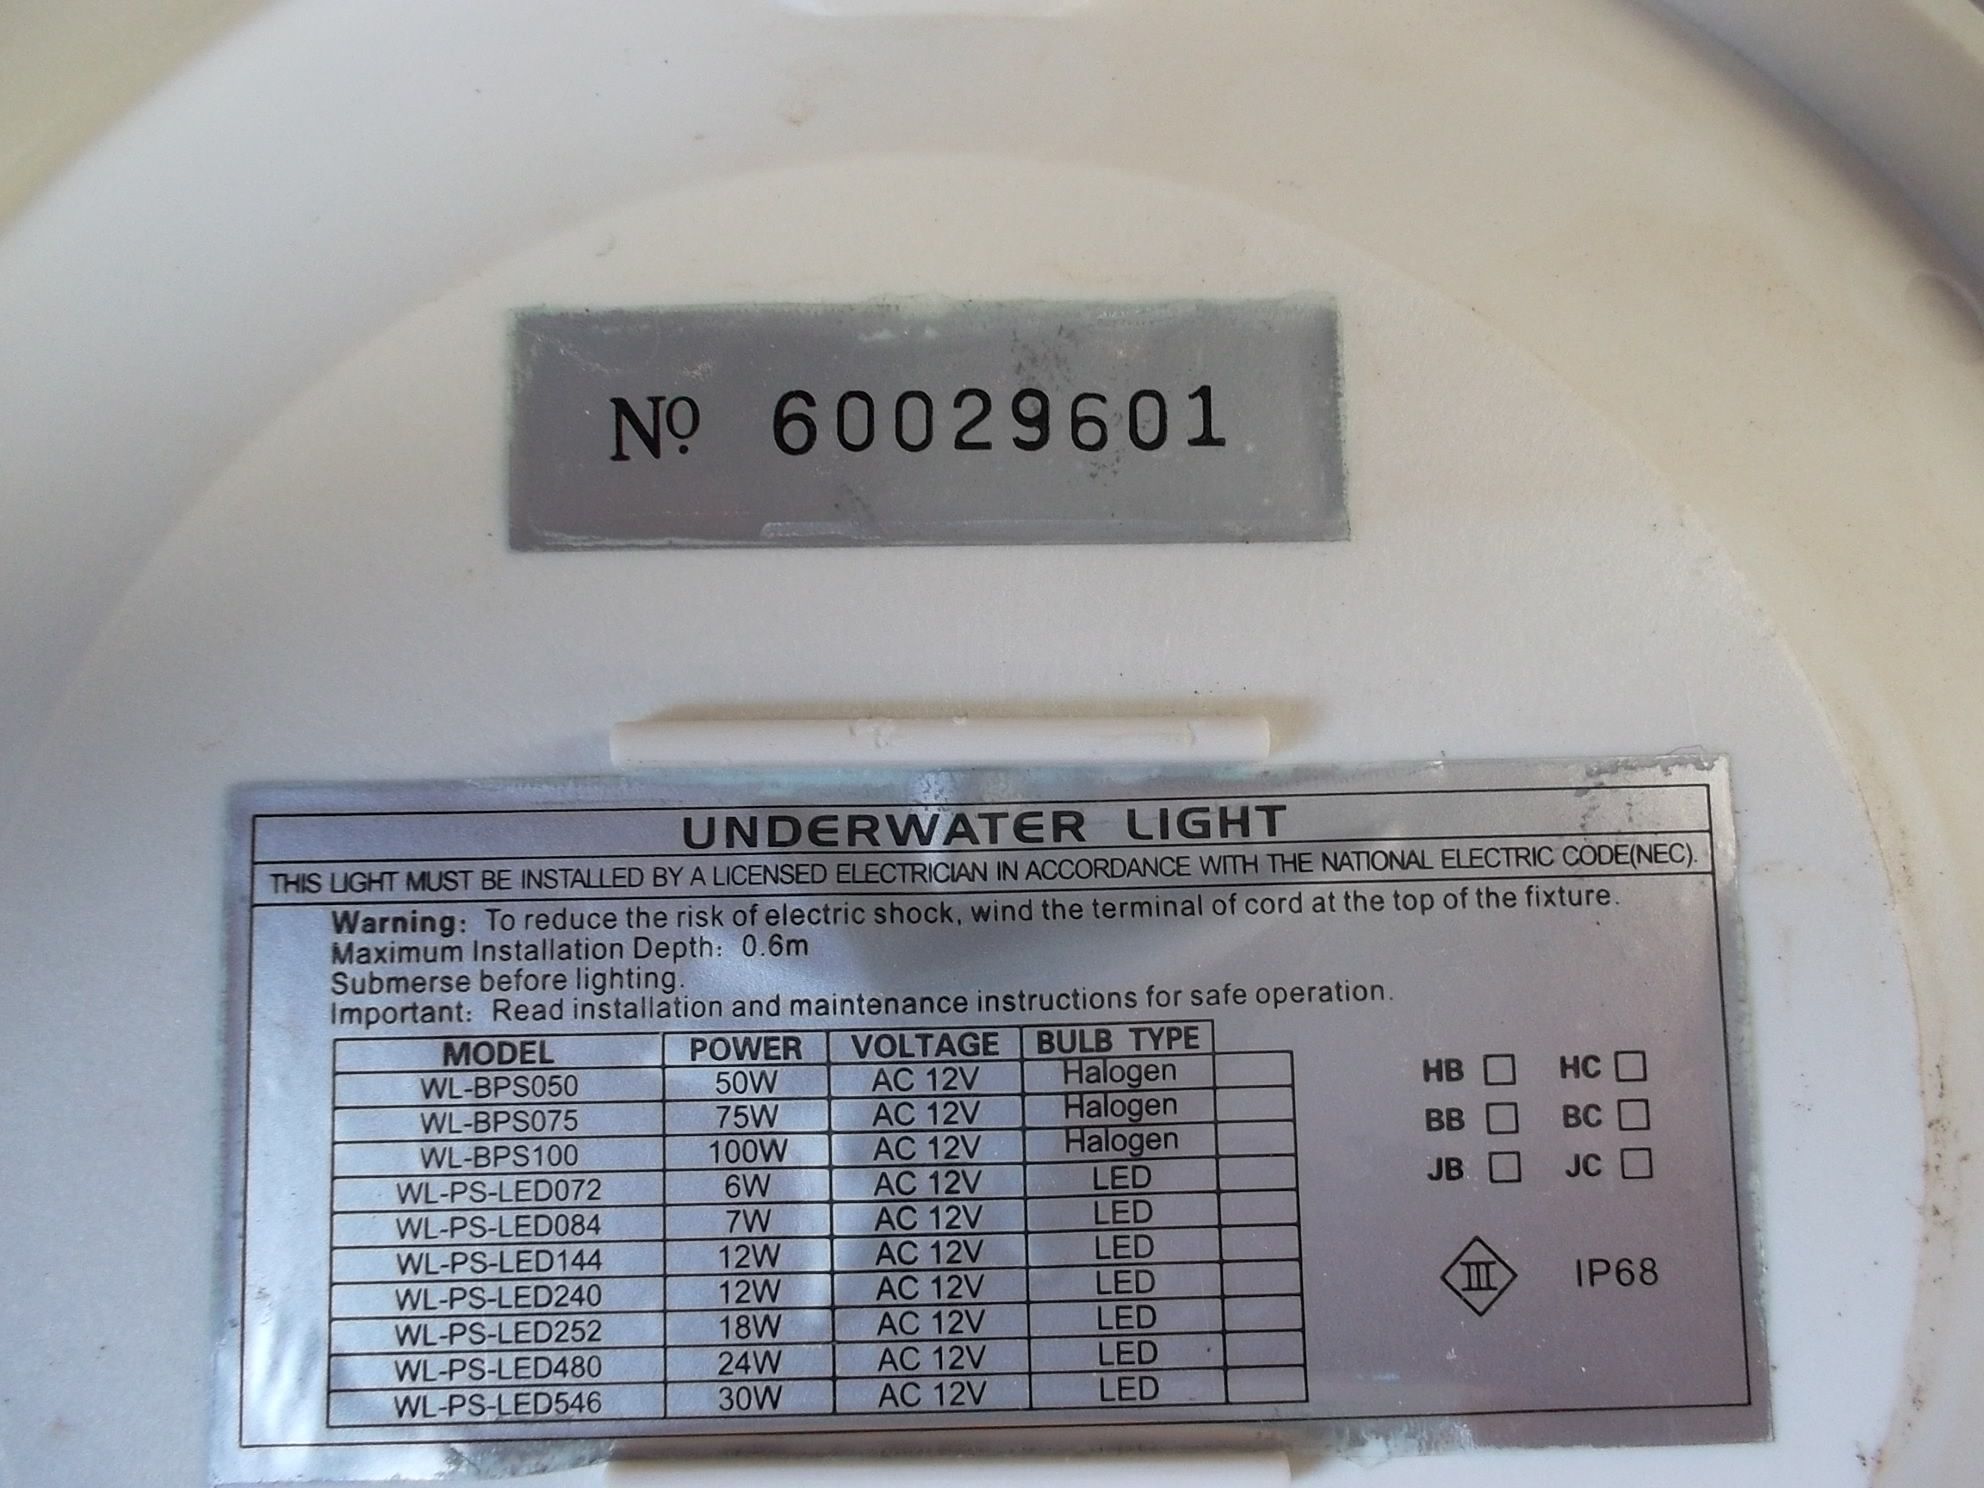 № 60029601
UNDERWATER LIGHT
THIS LIGHT MUST BE INSTALLED BY A LICENSED ELECTRICIAN IN ACCORDANCE WITH THE NATIONAL ELECTRIC CODE(NEC).
Warning: To reduce the risk of electric shock, wind the terminal of cord at the top of the fixture.
Maximum Installation Depth: 0.6m
Submerse before lighting.
Important: Read installation and maintenance instructions for safe operation.
MODEL POWER VOLTAGE BULB TYPE
WL-BPS050 50W AC 12V Halogen
WL-BPS075 75W AC 12V Halogen
WL-BPS100 100W AC 12V Halogen
WL-PS-LED072 6W AC 12V LED
WL-PS-LED084 7W AC 12V LED
WL-PS-LED144 12W AC 12V LED
WL-PS-LED240 12W AC 12V LED
WL-PS-LED252 18W AC 12V LED
WL-PS-LED480 24W AC 12V LED
WL-PS-LED546 30W AC 12V LED
HB □ HC □
BB □ BC □
JB □ JC □
III IP68